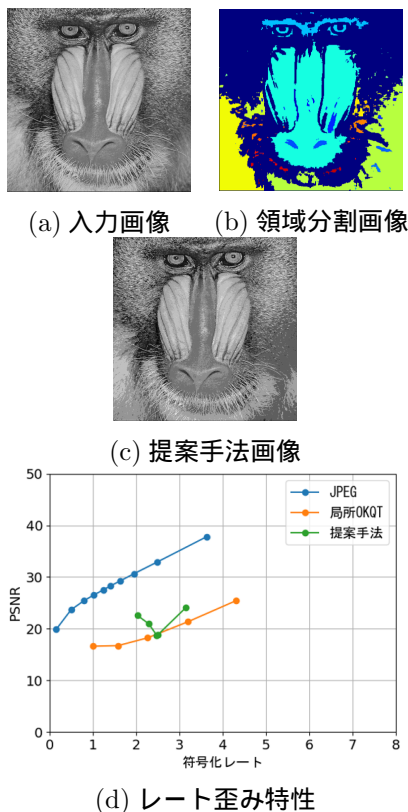 (a) 入力画像
(b) 領域分割画像
(c) 提案手法画像
50
40
30
20
10
0
PSNR
JPEG
局所OKQT
提案手法
0 1 2 3 4 5 6 7 8
符号化レート
(d) レート歪み特性